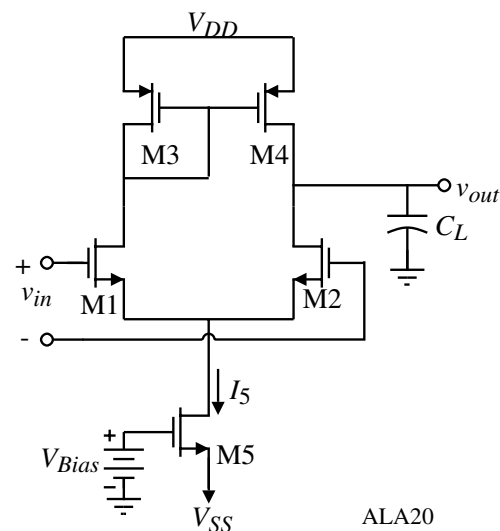 V_DD
M3 M4
v_out
C_L
+
v_in
M1 M2
-
I_5
+
V_Bias
M5
–
V_SS
ALA20